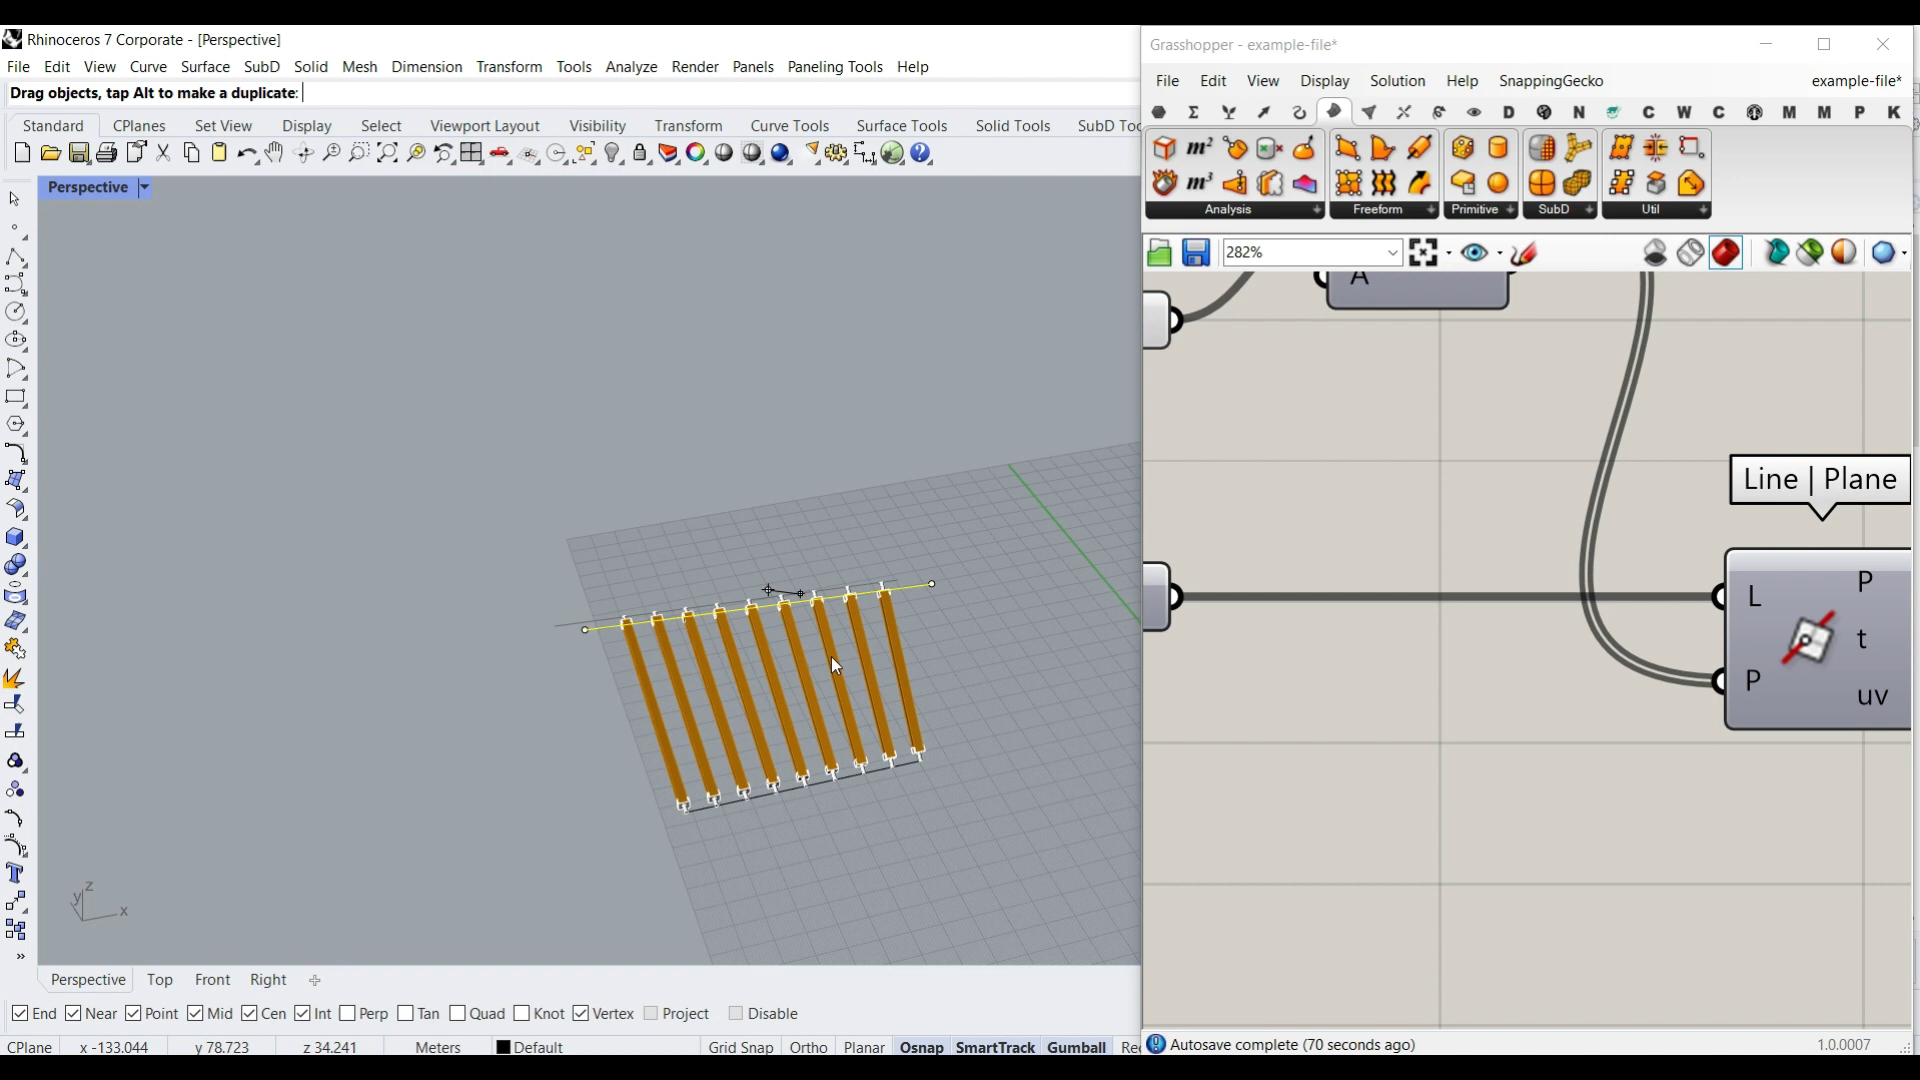 Rhinoceros 7 Corporate - [Perspective]
File Edit View Curve Surface SubD Solid Mesh Dimension Transform Tools Analyze Render Panels Paneling Tools Help
Drag objects, tap Alt to make a duplicate:
Standard CPlanes Set View Display Select Viewport Layout Visibility Transform Curve Tools Surface Tools Solid Tools SubD Too
Perspective
z
y
x
Perspective Top Front Right
End Near Point Mid Cen Int Perp Tan Quad Knot Vertex Project Disable
CPlane x -133.044 y 78.723 z 34.241 Meters Default Grid Snap Ortho Planar Osnap SmartTrack Gumball Rec
Grasshopper - example-file*
File Edit View Display Solution Help SnappingGecko example-file*
D N C W C M M P K
m² 
m³
Analysis Freeform Primitive SubD Util
282%
A
Line | Plane
L P
t
P uv
Autosave complete (70 seconds ago) 1.0.0007